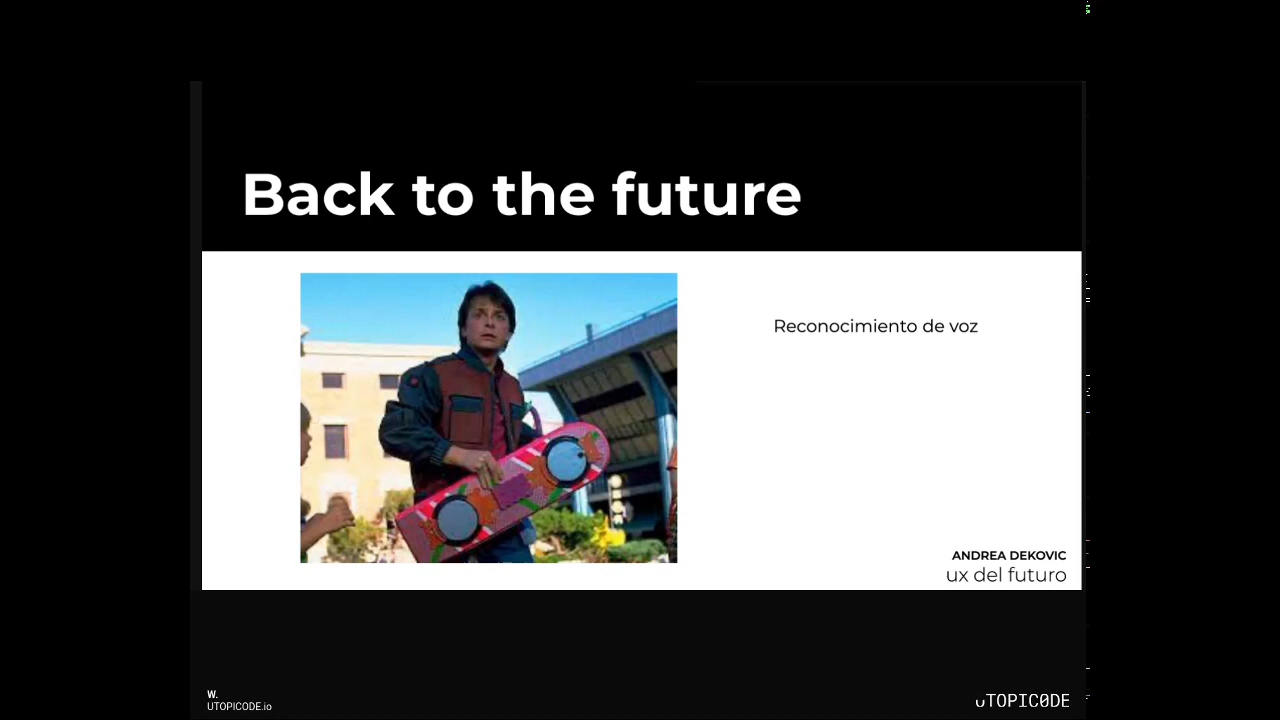 Back to the future
Reconocimiento de voz
ANDREA DEKOVIC
ux del futuro
W.
UTOPICODE.io
uTOPIC0DE